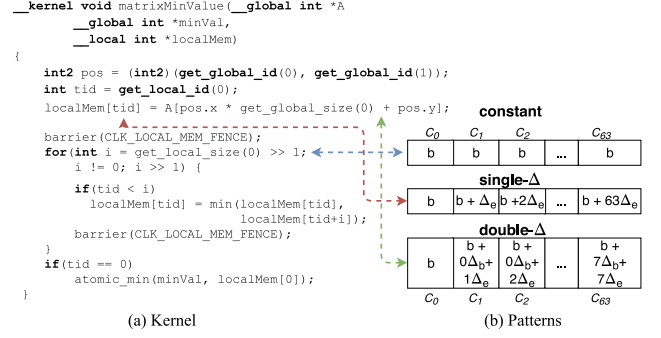 __kernel void matrixMinValue(__global int *A
__global int *minVal,
__local int *localMem)
{
int2 pos = (int2)(get_global_id(0), get_global_id(1));
int tid = get_local_id(0);
localMem[tid] = A[pos.x * get_global_size(0) + pos.y];
barrier(CLK_LOCAL_MEM_FENCE);
for(int i = get_local_size(0) >> 1;
i != 0; i >> 1) {
if(tid < i)
localMem[tid] = min(localMem[tid],
localMem[tid+i]);
barrier(CLK_LOCAL_MEM_FENCE);
}
if(tid == 0)
atomic_min(minVal, localMem[0]);
}
(a) Kernel
constant
C0 C1 C2 C63
b b b ... b
single-Δ
b b + Δe b +2Δe ... b + 63Δe
double-Δ
b b + 0Δb+ 1Δe b + 0Δb+ 2Δe ... b + 7Δb+ 7Δe
C0 C1 C2 C63
(b) Patterns